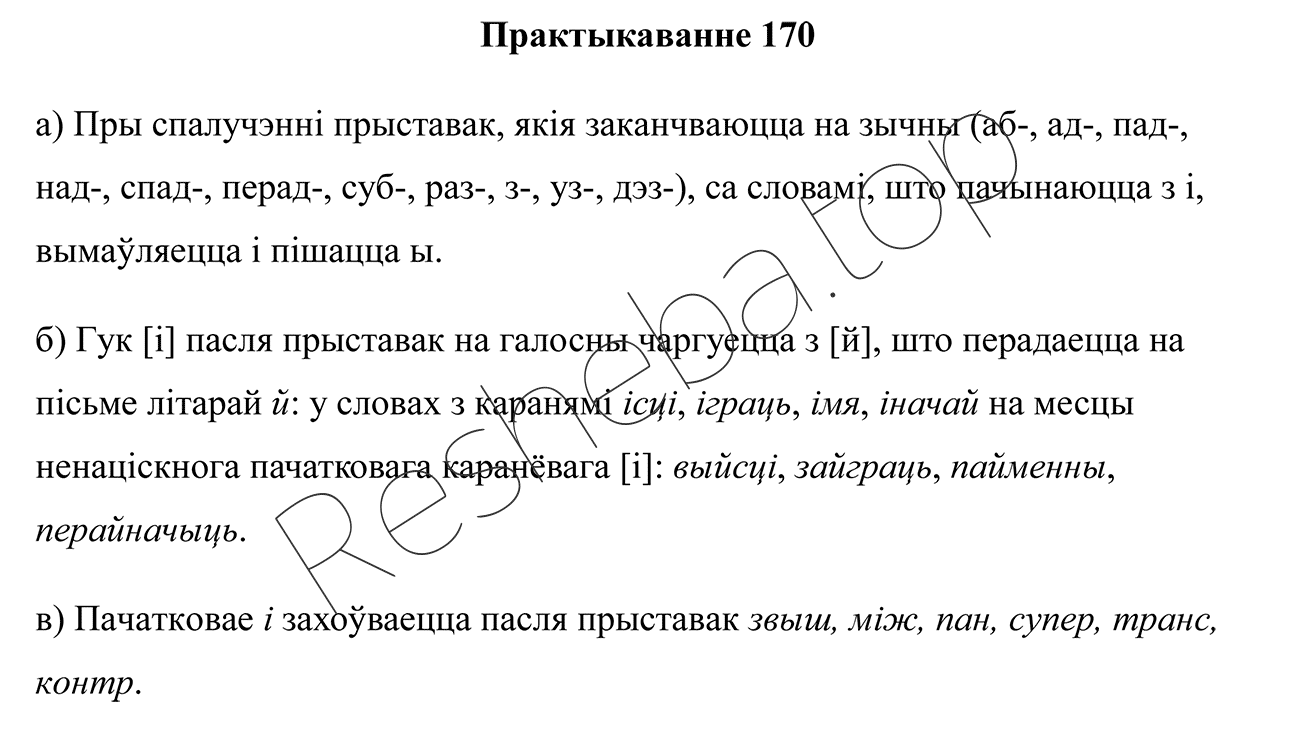 Практыкаванне 170
а) Пры спалучэнні прыставак, якія заканчваюцца на зычны (аб-, ад-, пад-,
над-, спад-, перад-, суб-, раз-, з-, уз-, дэз-), са словамі, што пачынаюцца з і,
вымаўляецца і пішацца ы.
б) Гук [і] пасля прыставак на галосны чаргуецца з [й], што перадаецца на
пісьме літарай й: у словах з каранямі ісці, іграць, імя, іначай на месцы
ненаціскнога пачатковага каранёвага [і]: выйсці, зайграць, пайменны,
перайначыць.
в) Пачатковае і захоўваецца пасля прыставак звыш, між, пан, супер, транс,
контр.
Resheba.top